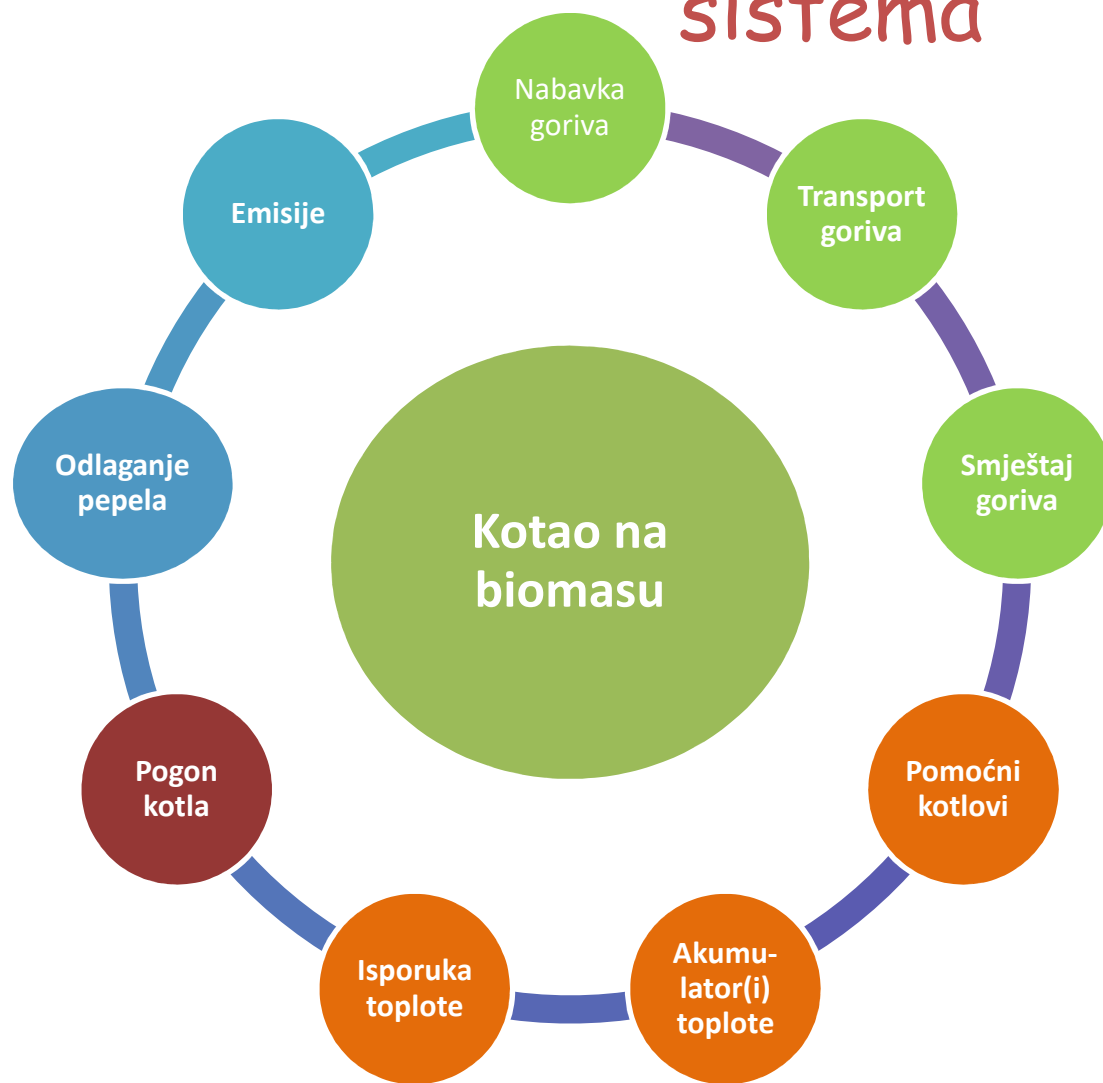 sistema
Nabavka
goriva
Transport
goriva
Smještaj
goriva
Pomoćni
kotlovi
Akumu-
lator(i)
toplote
Isporuka
toplote
Pogon
kotla
Odlaganje
pepela
Emisije
Kotao na
biomasu